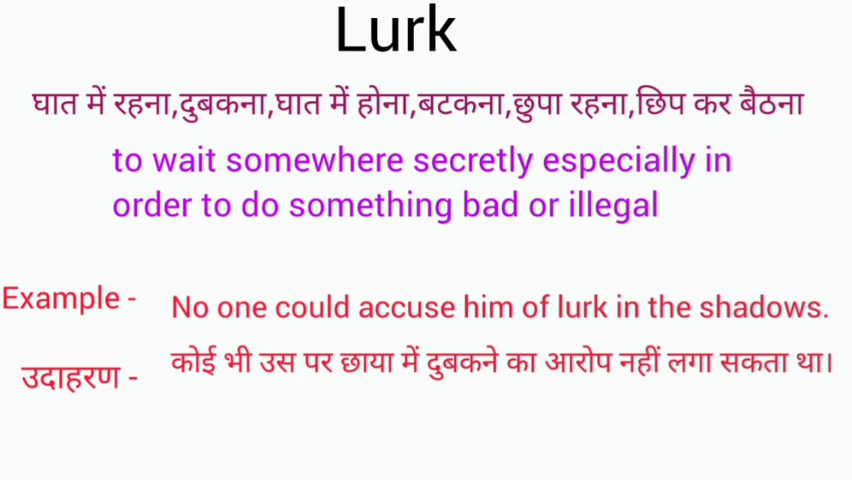 Lurk
घात में रहना,दुबकना,घात में होना,बटकना,छुपा रहना,छिप कर बैठना
to wait somewhere secretly especially in
order to do something bad or illegal
Example - No one could accuse him of lurk in the shadows.
उदाहरण - कोई भी उस पर छाया में दुबकने का आरोप नहीं लगा सकता था।